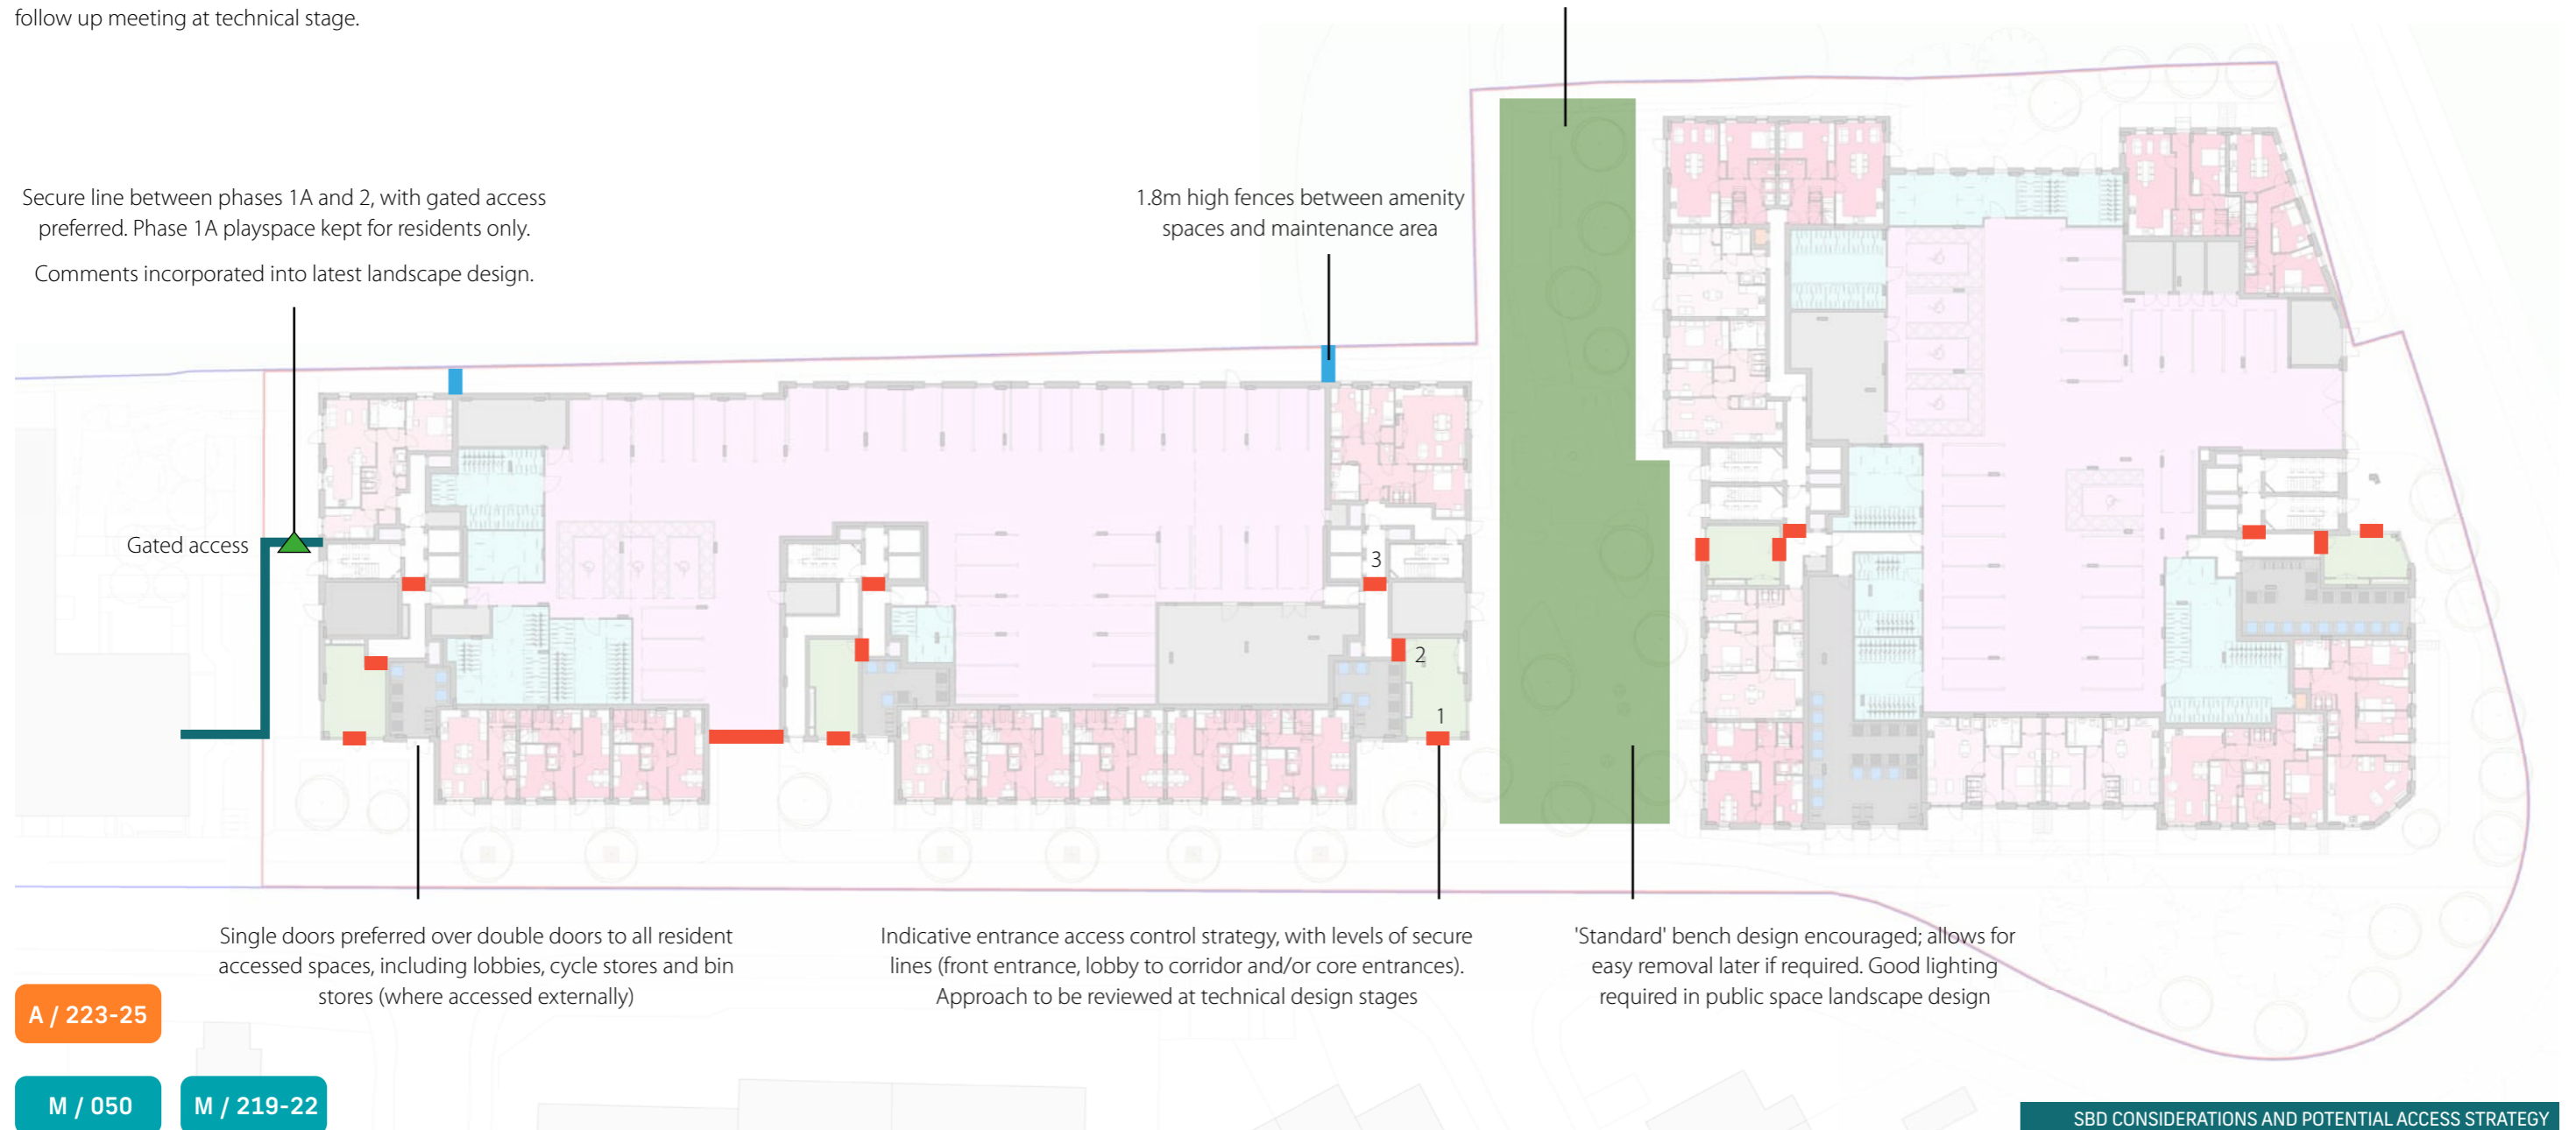 follow up meeting at technical stage.
Secure line between phases 1A and 2, with gated access
preferred. Phase 1A playspace kept for residents only.
Comments incorporated into latest landscape design.
1.8m high fences between amenity
spaces and maintenance area
Gated access
3
2
1
Single doors preferred over double doors to all resident
accessed spaces, including lobbies, cycle stores and bin
stores (where accessed externally)
Indicative entrance access control strategy, with levels of secure
lines (front entrance, lobby to corridor and/or core entrances).
Approach to be reviewed at technical design stages
'Standard' bench design encouraged; allows for
easy removal later if required. Good lighting
required in public space landscape design
A / 223-25
M / 050
M / 219-22
SBD CONSIDERATIONS AND POTENTIAL ACCESS STRATEGY